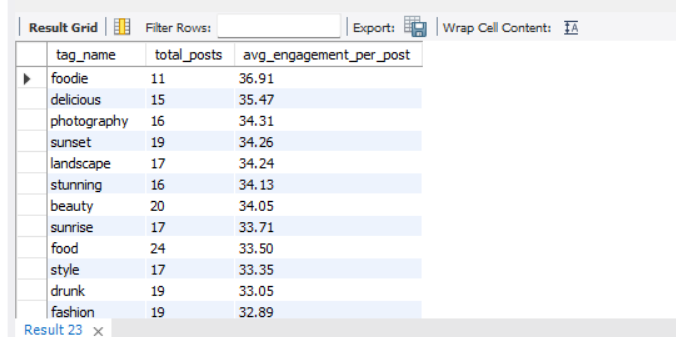 Result Grid Filter Rows: Export: Wrap Cell Content: IA
tag_name total_posts avg_engagement_per_post
foodie 11 36.91
delicious 15 35.47
photography 16 34.31
sunset 19 34.26
landscape 17 34.24
stunning 16 34.13
beauty 20 34.05
sunrise 17 33.71
food 24 33.50
style 17 33.35
drunk 19 33.05
fashion 19 32.89
Result 23 ×